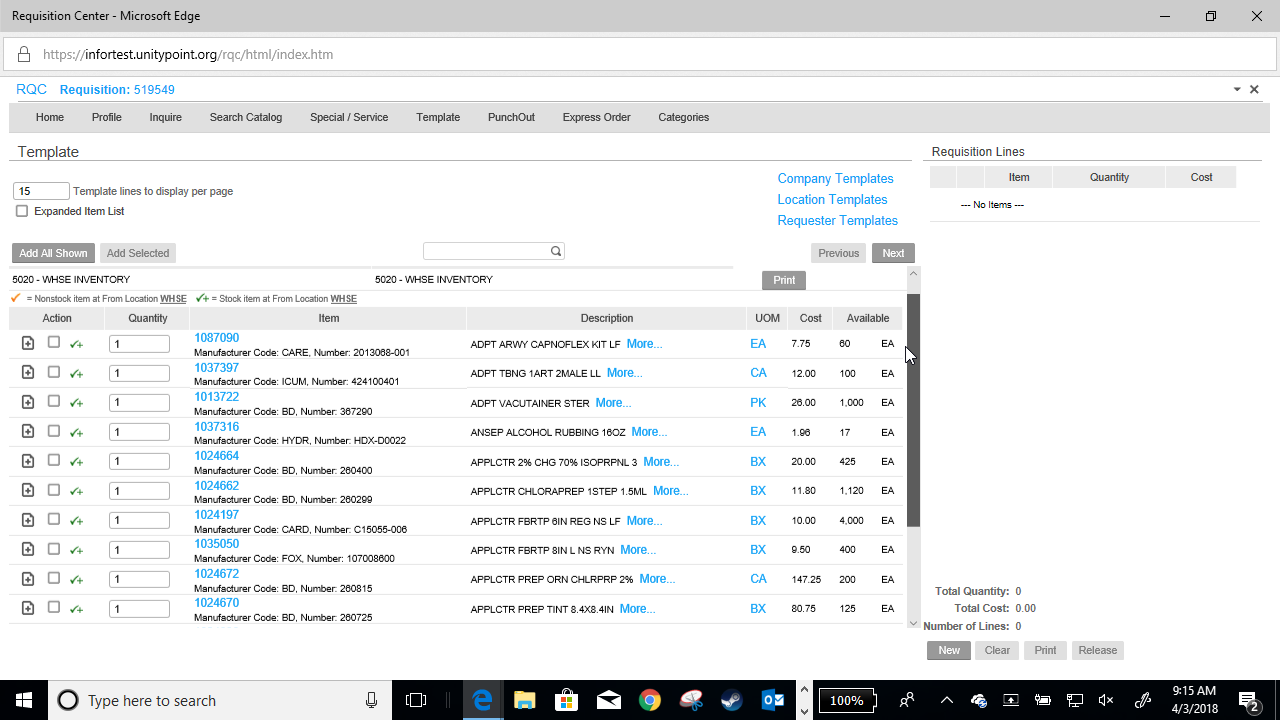 Requisition Center - Microsoft Edge
https://infortest.unitypoint.org/rqc/html/index.htm
RQC Requisition: 519549
Home Profile Inquire Search Catalog Special / Service Template PunchOut Express Order Categories
Template
Requisition Lines
15 Template lines to display per page
Expanded Item List
Company Templates
Location Templates
Requester Templates
Item Quantity Cost
--- No Items ---
Add All Shown Add Selected Previous Next
5020 - WHSE INVENTORY 5020 - WHSE INVENTORY Print
= Nonstock item at From Location WHSE = Stock item at From Location WHSE
Action Quantity Item Description UOM Cost Available
1 1087090 ADPT ARWY CAPNOFLEX KIT LF More... EA 7.75 60 EA
Manufacturer Code: CARE, Number: 2013068-001
1 1037397 ADPT TBNG 1ART 2MALE LL More... CA 12.00 100 EA
Manufacturer Code: ICUM, Number: 424100401
1 1013722 ADPT VACUTAINER STER More... PK 26.00 1,000 EA
Manufacturer Code: BD, Number: 367290
1 1037316 ANSEP ALCOHOL RUBBING 16OZ More... EA 1.96 17 EA
Manufacturer Code: HYDR, Number: HDX-D0022
1 1024664 APPLCTR 2% CHG 70% ISOPRPNL 3 More... BX 20.00 425 EA
Manufacturer Code: BD, Number: 260400
1 1024662 APPLCTR CHLORAPREP 1STEP 1.5ML More... BX 11.80 1,120 EA
Manufacturer Code: BD, Number: 260299
1 1024197 APPLCTR FBRTP 6IN REG NS LF More... BX 10.00 4,000 EA
Manufacturer Code: CARD, Number: C15055-006
1 1035050 APPLCTR FBRTP 8IN L NS RYN More... BX 9.50 400 EA
Manufacturer Code: FOX, Number: 107008600
1 1024672 APPLCTR PREP ORN CHLRPRP 2% More... CA 147.25 200 EA
Manufacturer Code: BD, Number: 260815
1 1024670 APPLCTR PREP TINT 8.4X8.4IN More... BX 80.75 125 EA
Manufacturer Code: BD, Number: 260725
Total Quantity: 0
Total Cost: 0.00
Number of Lines: 0
New Clear Print Release
Type here to search
100%
9:15 AM
4/3/2018
2